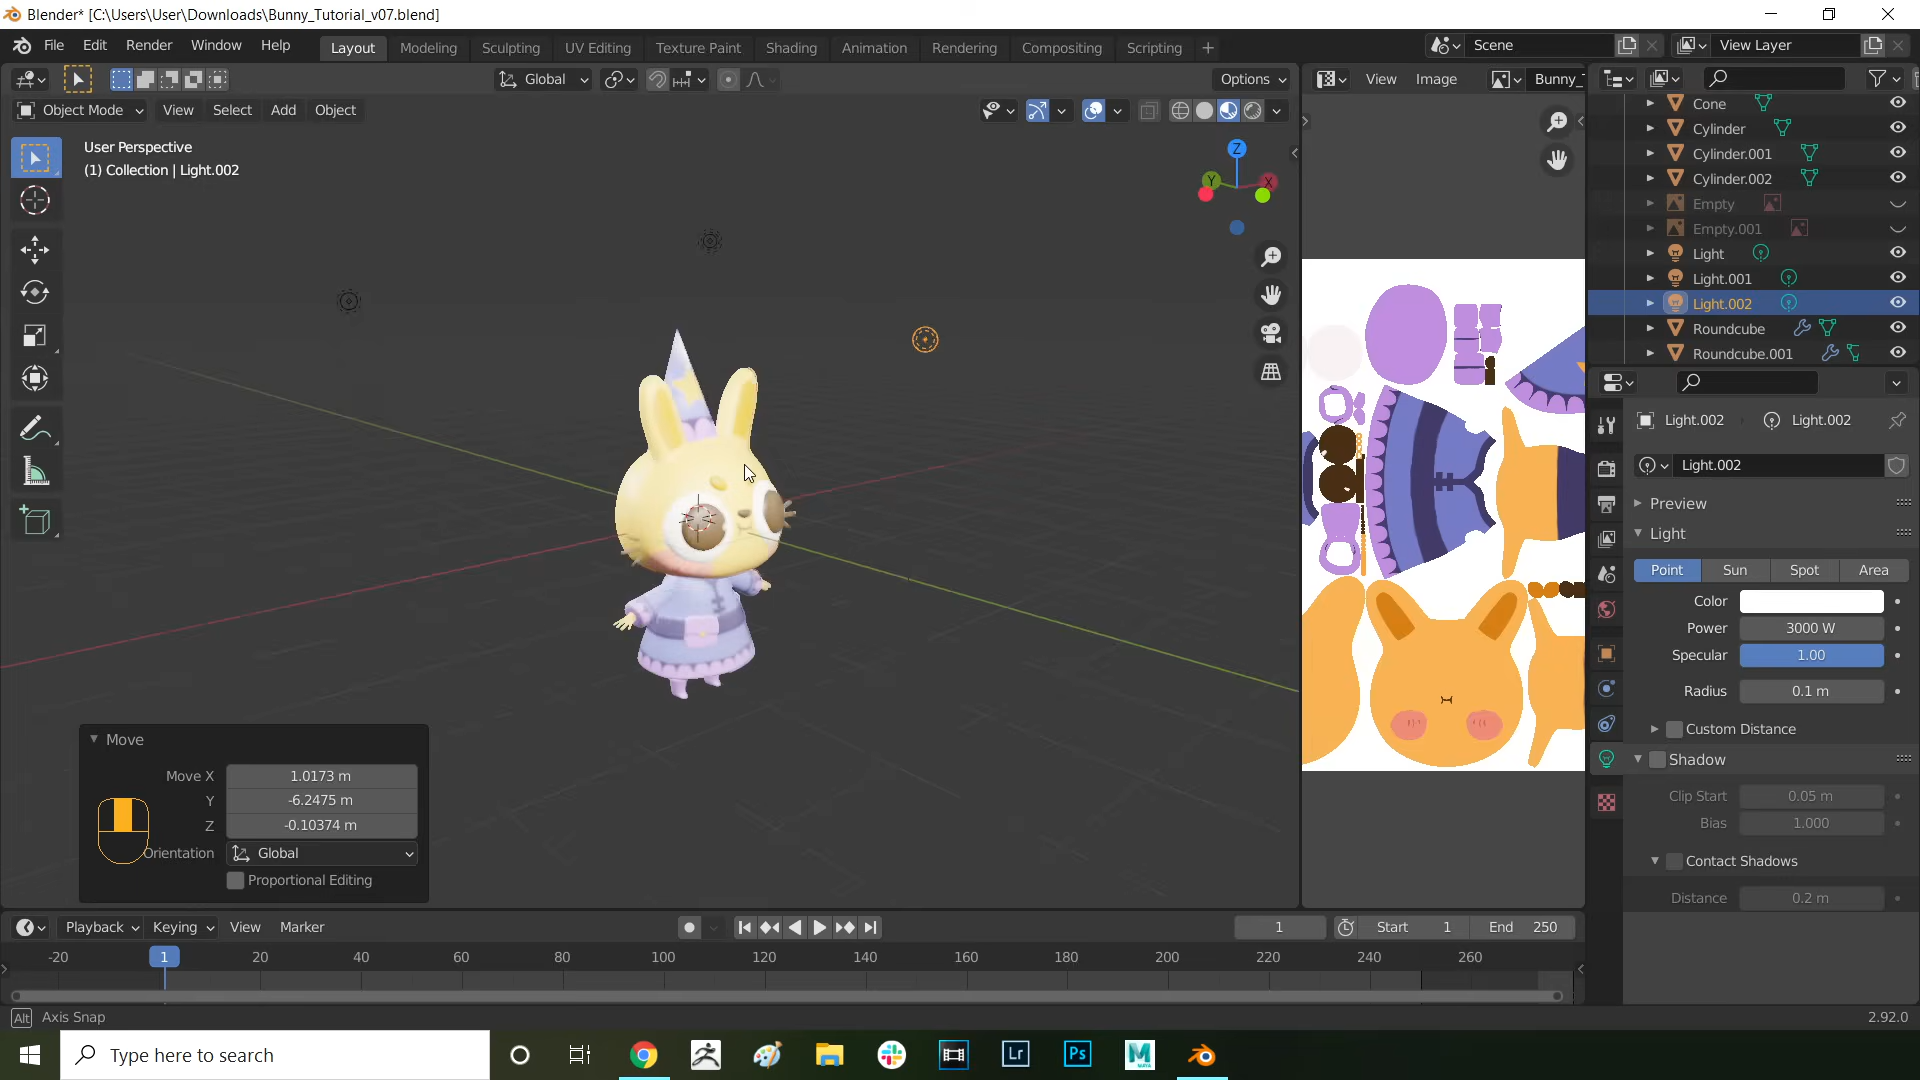 Blender* [C:\Users\User\Downloads\Bunny_Tutorial_v07.blend]
File Edit Render Window Help
Layout Modeling Sculpting UV Editing Texture Paint Shading Animation Rendering Compositing Scripting +
Scene
View Layer
Global
Options
View Image
Bunny_
Object Mode View Select Add Object
User Perspective
(1) Collection | Light.002
Z
Y
X
Cone
Cylinder
Cylinder.001
Cylinder.002
Empty
Empty.001
Light
Light.001
Light.002
Roundcube
Roundcube.001
Light.002
Light.002
Light.002
Preview
Light
Point Sun Spot Area
Color
Power 3000 W
Specular 1.00
Radius 0.1 m
Custom Distance
Shadow
Clip Start 0.05 m
Bias 1.000
Contact Shadows
Distance 0.2 m
Move
Move X 1.0173 m
Y -6.2475 m
Z -0.10374 m
Orientation Global
Proportional Editing
Playback Keying View Marker
1
Start 1
End 250
-20 1 20 40 60 80 100 120 140 160 180 200 220 240 260
Alt Axis Snap
2.92.0
Type here to search
Lr
Ps
M